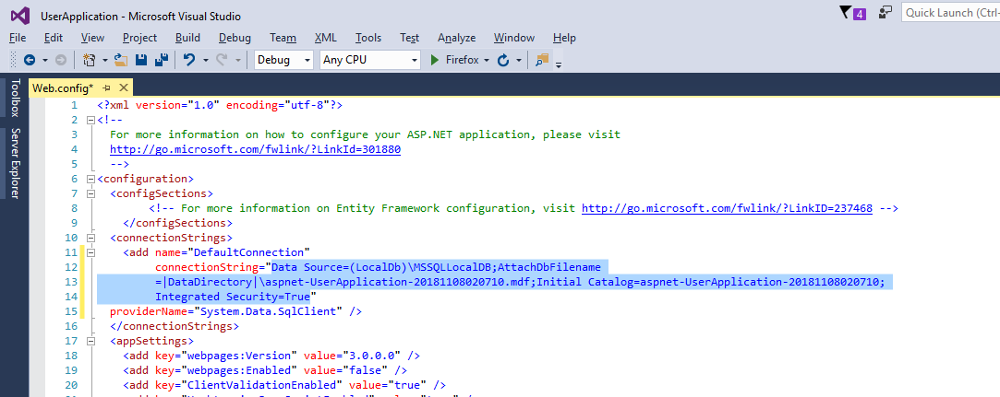 UserApplication - Microsoft Visual Studio
4
Quick Launch (Ctrl-
File Edit View Project Build Debug Team XML Tools Test Analyze Window Help
Debug Any CPU Firefox
Toolbox
Server Explorer
Web.config*
1 <?xml version="1.0" encoding="utf-8"?>
2 <!--
3 For more information on how to configure your ASP.NET application, please visit
4 http://go.microsoft.com/fwlink/?LinkId=301880
5 -->
6 <configuration>
7 <configSections>
8 <!-- For more information on Entity Framework configuration, visit http://go.microsoft.com/fwlink/?LinkID=237468 -->
9 </configSections>
10 <connectionStrings>
11 <add name="DefaultConnection"
12 connectionString="Data Source=(LocalDb)\MSSQLLocalDB;AttachDbFilename
13 =|DataDirectory|\aspnet-UserApplication-20181108020710.mdf;Initial Catalog=aspnet-UserApplication-20181108020710;
14 Integrated Security=True"
15 providerName="System.Data.SqlClient" />
16 </connectionStrings>
17 <appSettings>
18 <add key="webpages:Version" value="3.0.0.0" />
19 <add key="webpages:Enabled" value="false" />
20 <add key="ClientValidationEnabled" value="true" />